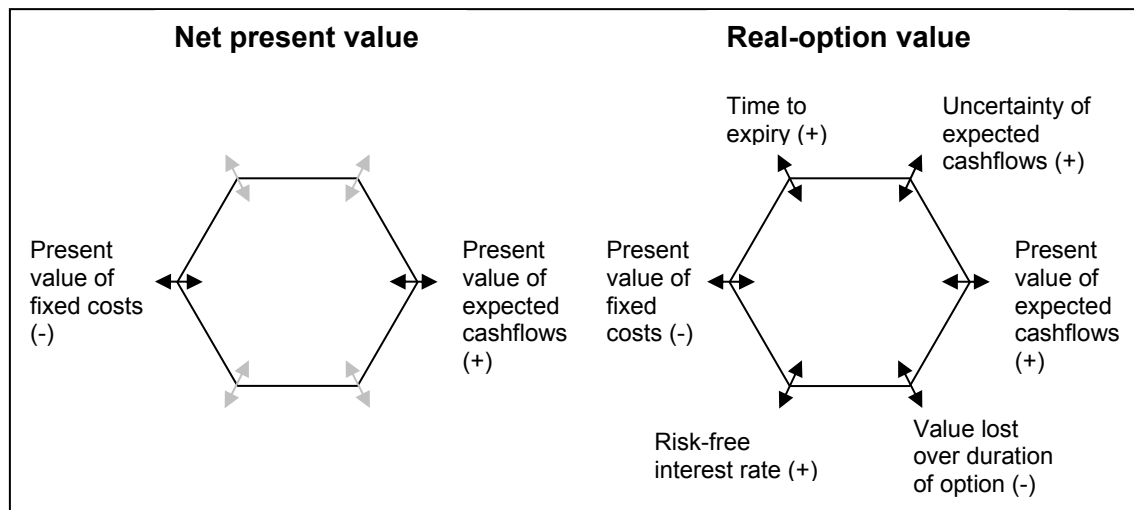 Net present value
Present
value of
fixed costs
(-)
Present
value of
expected
cashflows
(+)
Real-option value
Time to
expiry (+)
Uncertainty of
expected
cashflows (+)
Present
value of
fixed
costs (-)
Present
value of
expected
cashflows
(+)
Risk-free
interest rate (+)
Value lost
over duration
of option (-)